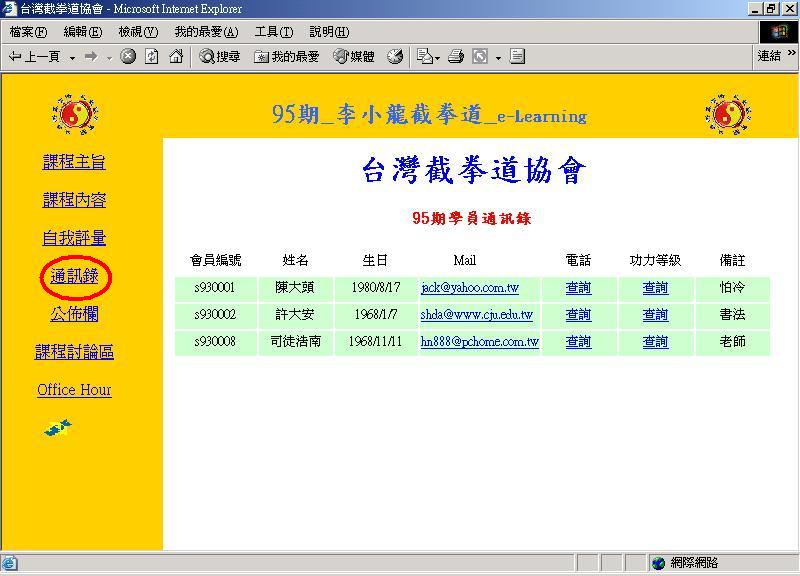 台灣截拳道協會 - Microsoft Internet Explorer
檔案(F) 編輯(E) 檢視(V) 我的最愛(A) 工具(T) 說明(H)
上一頁 搜尋 我的最愛 媒體 連結 »
95期_李小龍截拳道_e-Learning
課程主旨
課程內容
自我評量
通訊錄
公佈欄
課程討論區
Office Hour
台灣截拳道協會
95期學員通訊錄
會員編號 姓名 生日 Mail 電話 功力等級 備註
s930001 陳大頭 1980/8/17 jack@yahoo.com.tw 查詢 查詢 怕冷
s930002 許大安 1968/1/7 shda@www.cju.edu.tw 查詢 查詢 書法
s930008 司徒浩南 1968/11/11 hn888@pchome.com.tw 查詢 查詢 老師
網際網路